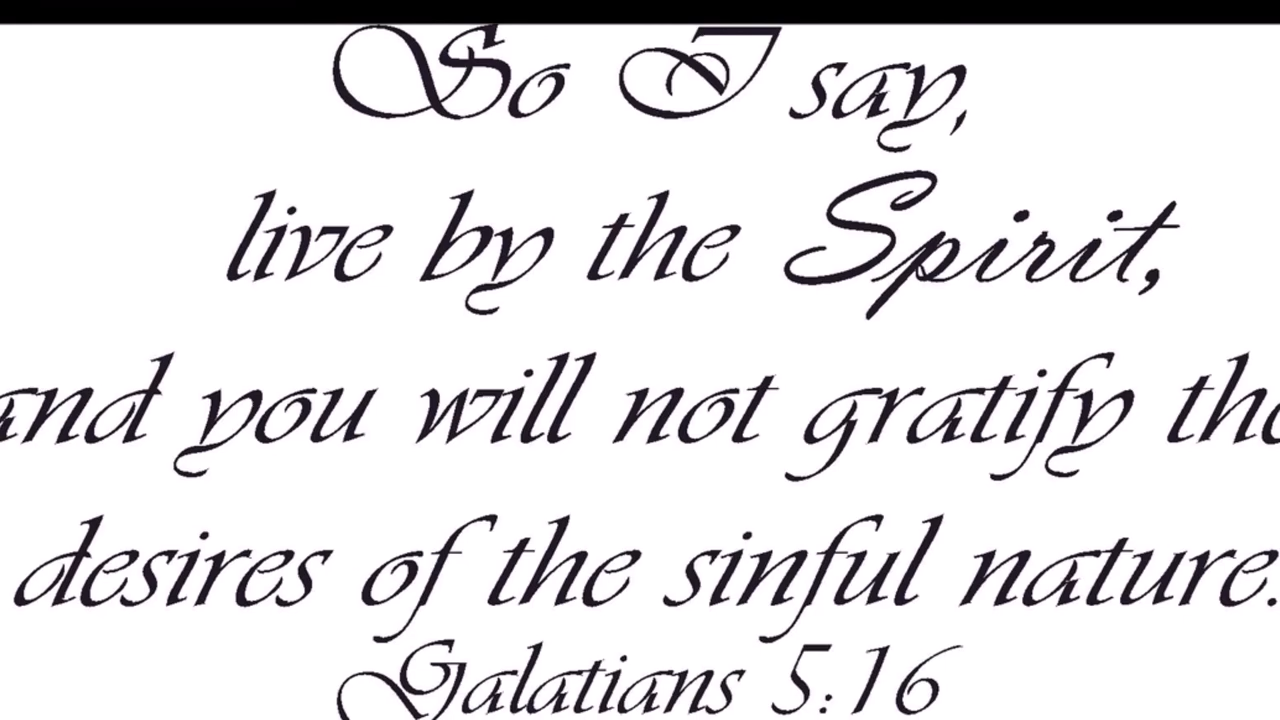 So I say,
live by the Spirit,
and you will not gratify the
desires of the sinful nature.
Galatians 5:16